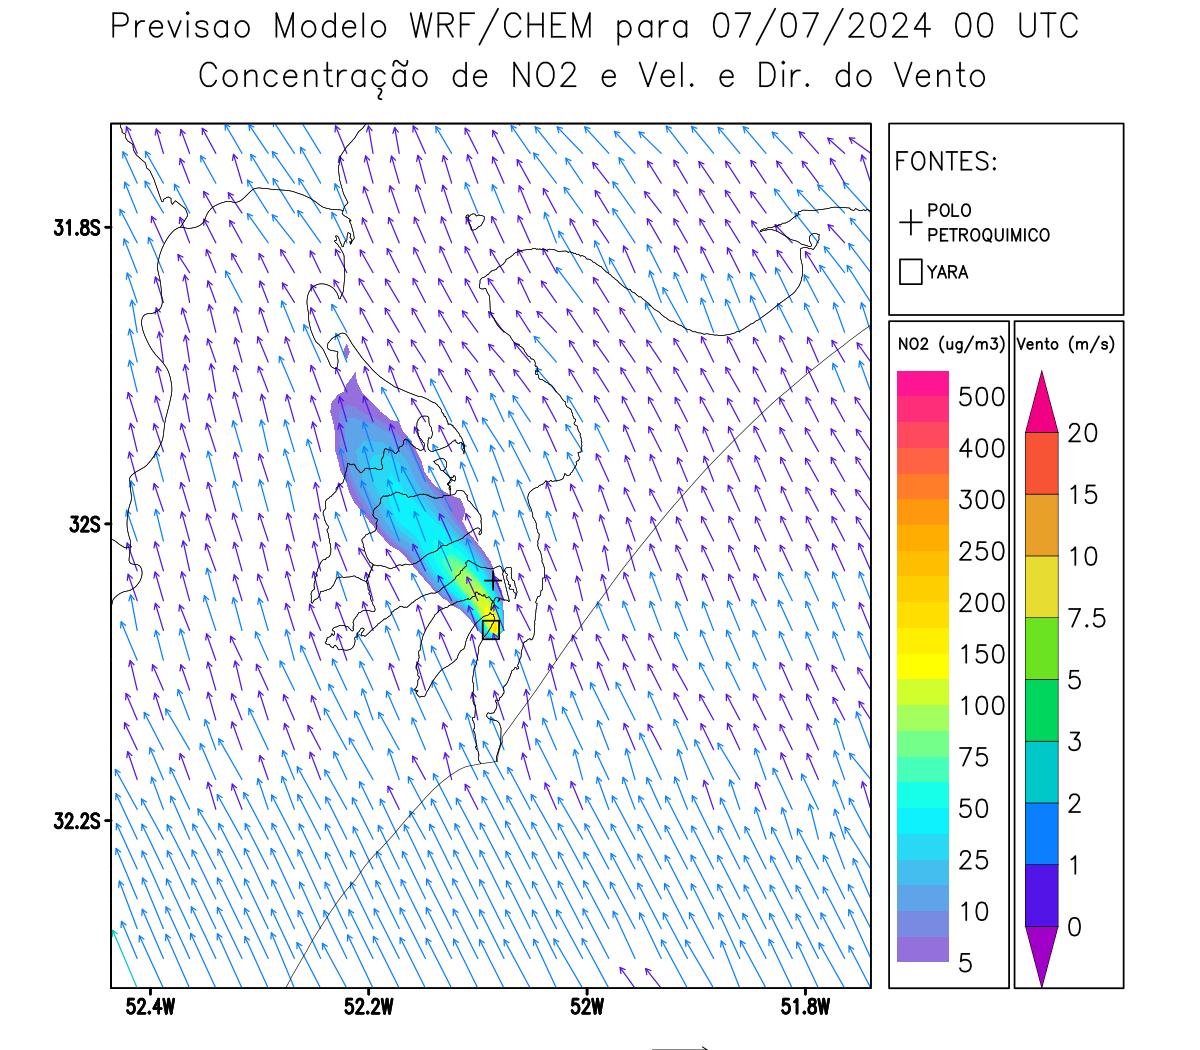 Previsao Modelo WRF/CHEM para 07/07/2024 00 UTC
Concentração de NO2 e Vel. e Dir. do Vento
FONTES:
POLO
PETROQUIMICO
YARA
31.8S
32S
32.2S
52.4W
52.2W
52W
51.8W
NO2 (ug/m3)
500
400
300
250
200
150
100
75
50
25
10
5
Vento (m/s)
20
15
10
7.5
5
3
2
1
0